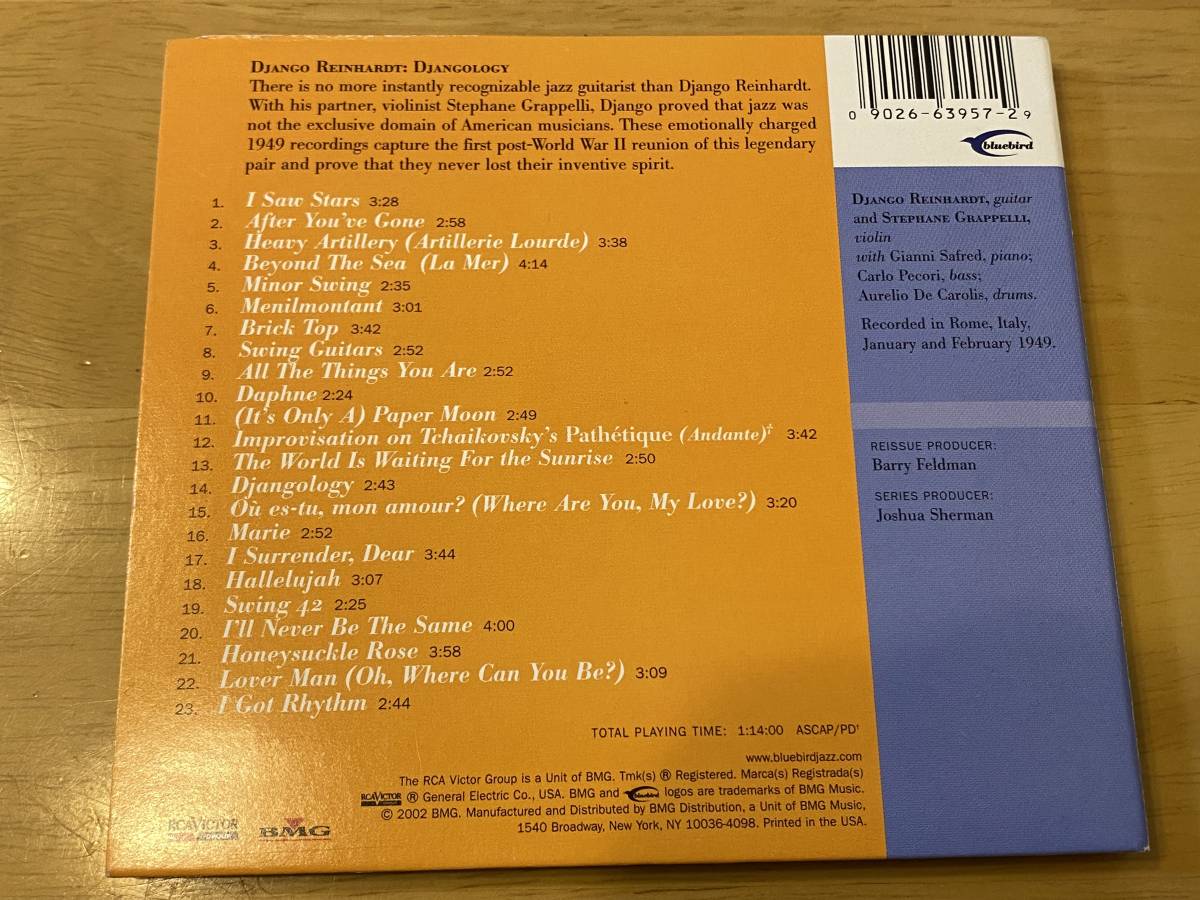 Django Reinhardt: Djangology
There is no more instantly recognizable jazz guitarist than Django Reinhardt.
With his partner, violinist Stephane Grappelli, Django proved that jazz was
not the exclusive domain of American musicians. These emotionally charged
1949 recordings capture the first post-World War II reunion of this legendary
pair and prove that they never lost their inventive spirit.
1. I Saw Stars 3:28
2. After You've Gone 2:58
3. Heavy Artillery (Artillerie Lourde) 3:38
4. Beyond The Sea (La Mer) 4:14
5. Minor Swing 2:35
6. Menilmontant 3:01
7. Brick Top 3:42
8. Swing Guitars 2:52
9. All The Things You Are 2:52
10. Daphne 2:24
11. (It's Only A) Paper Moon 2:49
12. Improvisation on Tchaikovsky's Pathétique (Andante)† 3:42
13. The World Is Waiting For the Sunrise 2:50
14. Djangology 2:43
15. Où es-tu, mon amour? (Where Are You, My Love?) 3:20
16. Marie 2:52
17. I Surrender, Dear 3:44
18. Hallelujah 3:07
19. Swing 42 2:25
20. I'll Never Be The Same 4:00
21. Honeysuckle Rose 3:58
22. Lover Man (Oh, Where Can You Be?) 3:09
23. I Got Rhythm 2:44
TOTAL PLAYING TIME: 1:14:00 ASCAP/PD†
www.bluebirdjazz.com
The RCA Victor Group is a Unit of BMG. Tmk(s) ® Registered. Marca(s) Registrada(s)
RCA VICTOR ® General Electric Co., USA. BMG and bluebird logos are trademarks of BMG Music.
© 2002 BMG. Manufactured and Distributed by BMG Distribution, a Unit of BMG Music,
1540 Broadway, New York, NY 10036-4098. Printed in the USA.
RCA VICTOR GROUP
BMG
0 9026-63957-2 9
bluebird
Django Reinhardt, guitar
and Stephane Grappelli,
violin
with Gianni Safred, piano;
Carlo Pecori, bass;
Aurelio De Carolis, drums.
Recorded in Rome, Italy,
January and February 1949.
REISSUE PRODUCER:
Barry Feldman
SERIES PRODUCER:
Joshua Sherman